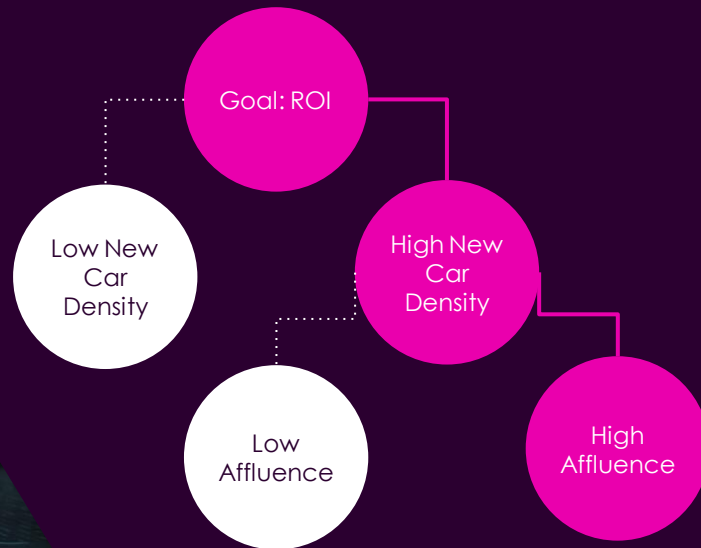 Goal: ROI
Low New
Car
Density
High New
Car
Density
Low
Affluence
High
Affluence